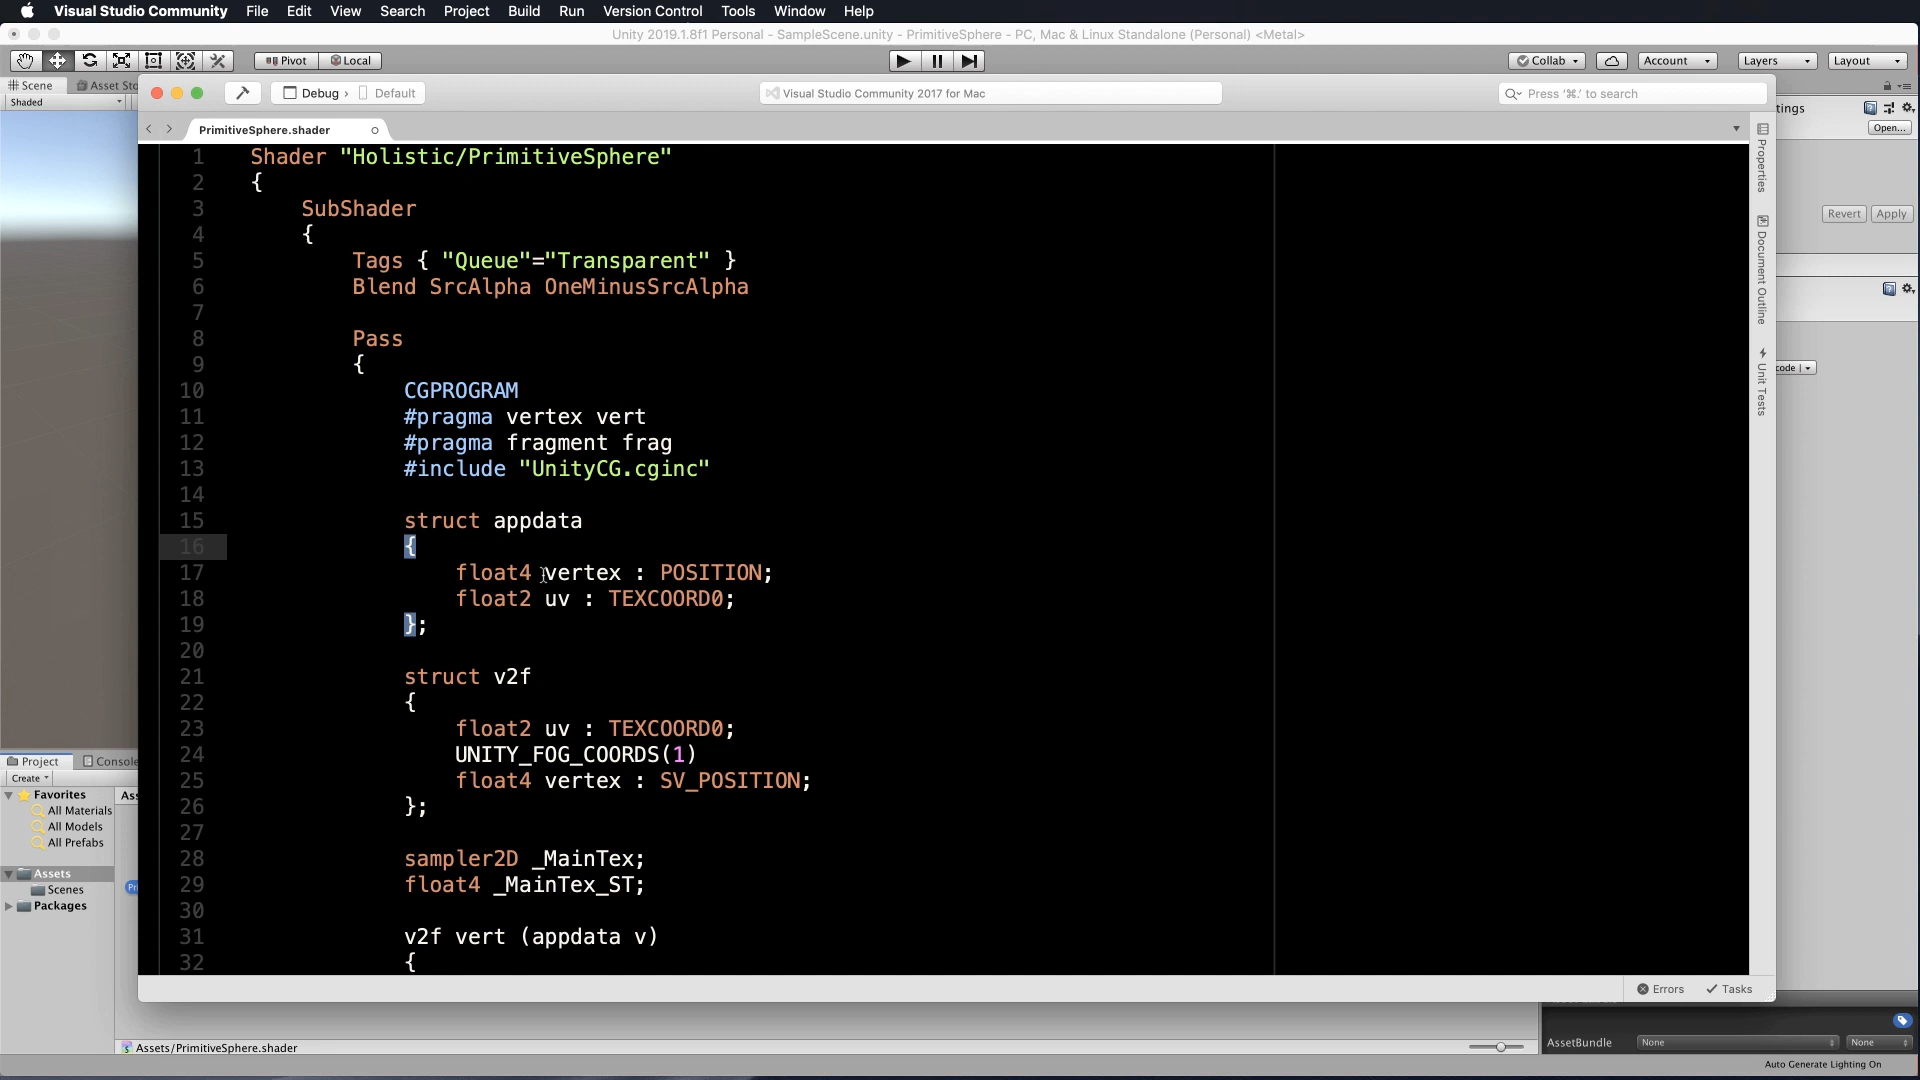 Visual Studio Community File Edit View Search Project Build Run Version Control Tools Window Help
Unity 2019.1.8f1 Personal - SampleScene.unity - PrimitiveSphere - PC, Mac & Linux Standalone (Personal) <Metal>
Pivot Local Collab Account Layers Layout
Scene Asset Sto
Shaded
Debug › Default Visual Studio Community 2017 for Mac Press '⌘.' to search
tings
Open...
PrimitiveSphere.shader
Properties
Document Outline
Unit Tests
Revert Apply
code
1 Shader "Holistic/PrimitiveSphere"
2 {
3 SubShader
4 {
5 Tags { "Queue"="Transparent" }
6 Blend SrcAlpha OneMinusSrcAlpha
7
8 Pass
9 {
10 CGPROGRAM
11 #pragma vertex vert
12 #pragma fragment frag
13 #include "UnityCG.cginc"
14
15 struct appdata
16 {
17 float4 vertex : POSITION;
18 float2 uv : TEXCOORD0;
19 };
20
21 struct v2f
22 {
23 float2 uv : TEXCOORD0;
24 UNITY_FOG_COORDS(1)
25 float4 vertex : SV_POSITION;
26 };
27
28 sampler2D _MainTex;
29 float4 _MainTex_ST;
30
31 v2f vert (appdata v)
32 {
Project Console
Create
Favorites
All Materials
All Models
All Prefabs
Assets
Scenes
Packages
Ass
Pri
Errors Tasks
Assets/PrimitiveSphere.shader
AssetBundle None None
Auto Generate Lighting On